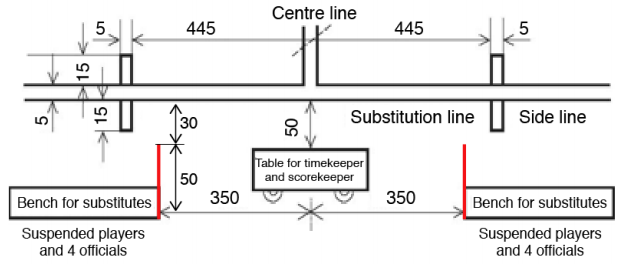 Centre line
5
445
445
5
15
5
15
30
50
Substitution line
Side line
50
Table for timekeeper
and scorekeeper
Bench for substitutes
350
350
Bench for substitutes
Suspended players
and 4 officials
Suspended players
and 4 officials